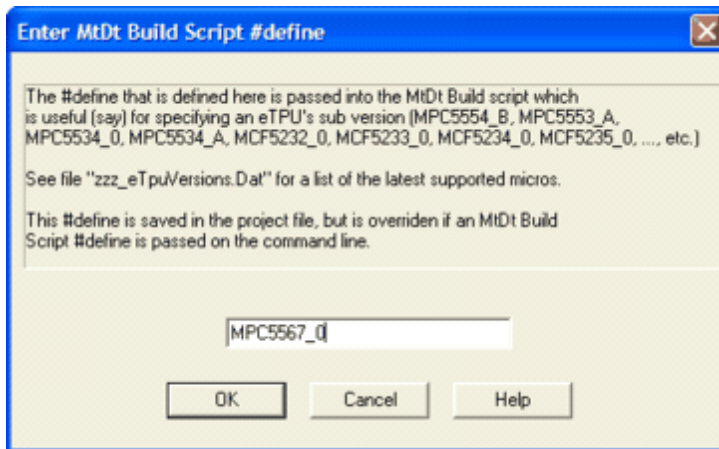 Enter MtDt Build Script #define
The #define that is defined here is passed into the MtDt Build script which
is useful (say) for specifying an eTPU's sub version (MPC5554_B, MPC5553_A,
MPC5534_0, MPC5534_A, MCF5232_0, MCF5233_0, MCF5234_0, MCF5235_0, ..., etc.)
See file "zzz_eTpuVersions.Dat" for a list of the latest supported micros.
This #define is saved in the project file, but is overriden if an MtDt Build
Script #define is passed on the command line.
MPC5567_0
OK Cancel Help